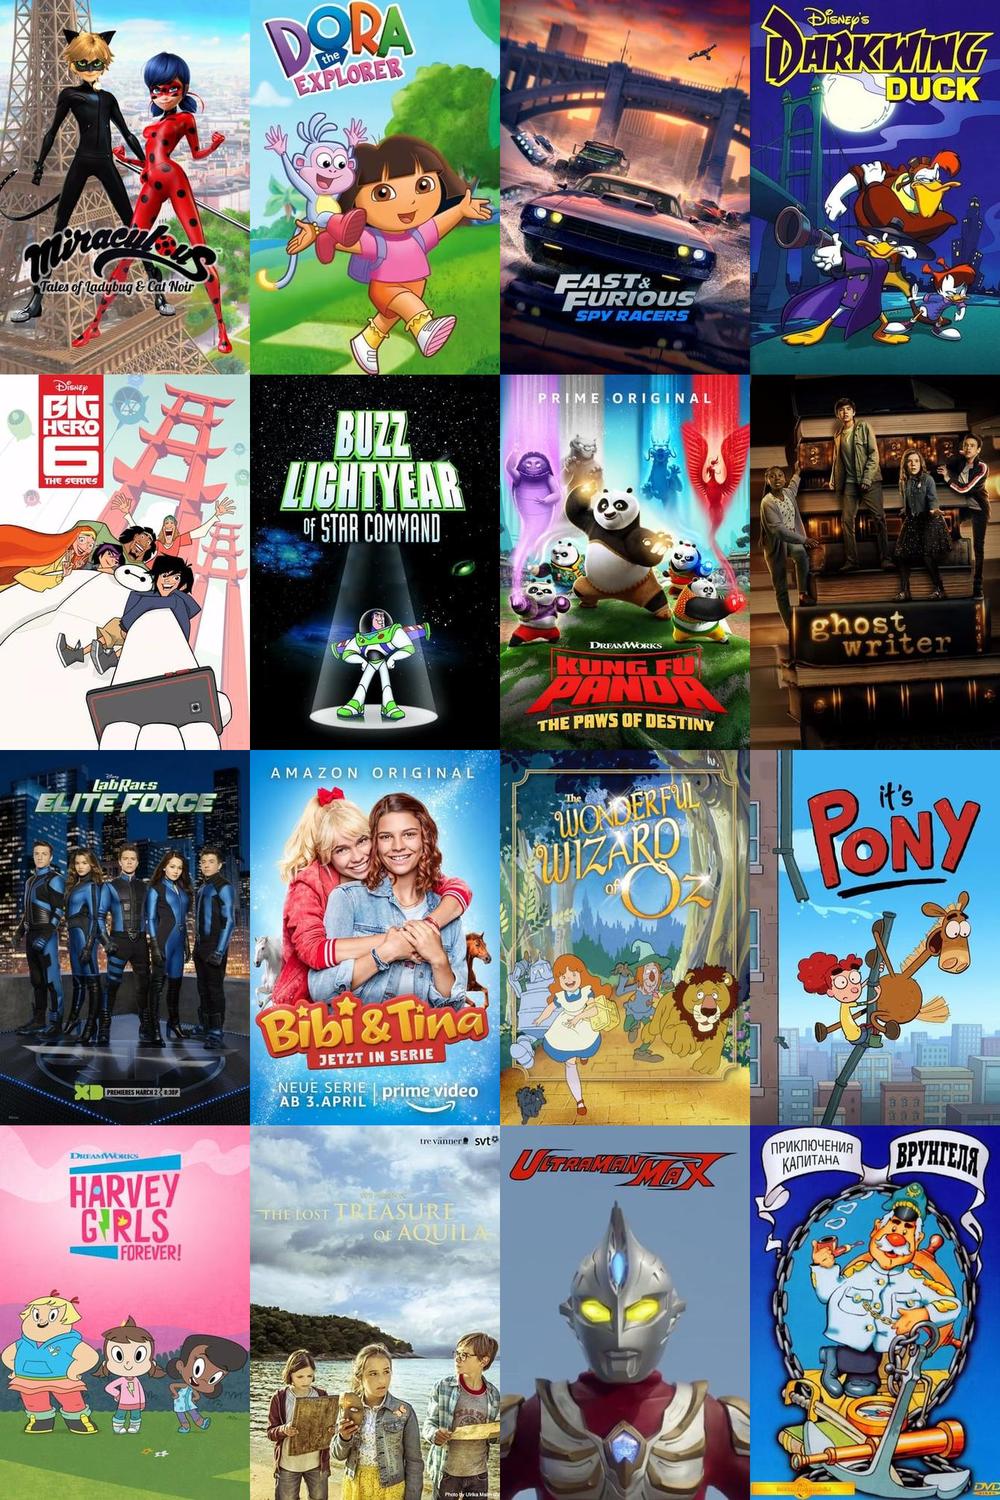 Miraculous
Tales of Ladybug & Cat Noir
DORA
the
EXPLORER
FAST &
FURIOUS
SPY RACERS
Disney's
DARKWING
DUCK
Disney
BIG
HERO
6
THE SERIES
BUZZ
LIGHTYEAR
OF STAR COMMAND
PRIME ORIGINAL
DREAMWORKS
KUNG FU
PANDA
THE PAWS OF DESTINY
ghost
writer
Disney
Lab Rats
ELITE FORCE
XD PREMIERES MARCH 2 8:30P
AMAZON ORIGINAL
Bibi & Tina
JETZT IN SERIE
NEUE SERIE
AB 3. APRIL
prime video
The
WONDERFUL
WIZARD
of OZ
it's
PONY
DREAMWORKS
HARVEY
GIRLS
FOREVER!
tre vänner svt
THE LOST TREASURE
OF AQUILA
ULTRAMAN MAX
ПРИКЛЮЧЕНИЯ
КАПИТАНА
ВРУНГЕЛЯ
DVD